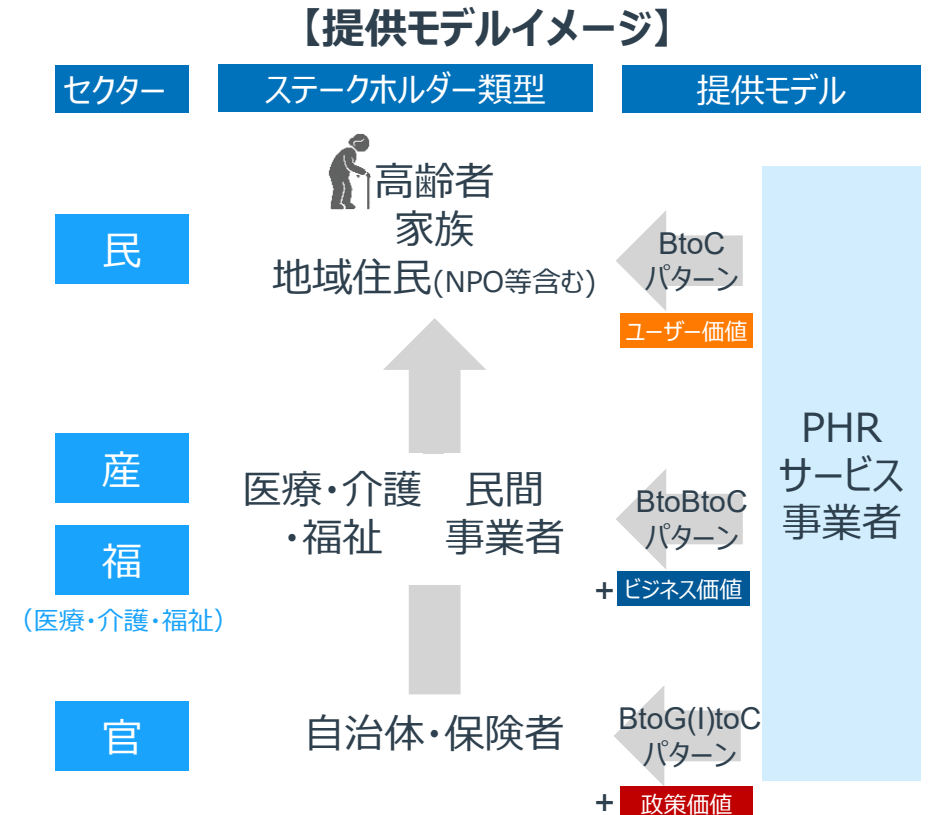 【提供モデルイメージ】
セクター
ステークホルダー類型
提供モデル
民
高齢者
家族
地域住民(NPO等含む)
BtoC
パターン
ユーザー価値
産
福
(医療・介護・福祉)
医療・介護
・福祉
民間
事業者
BtoBtoC
パターン
+ ビジネス価値
官
自治体・保険者
BtoG(I)toC
パターン
+ 政策価値
PHR
サービス
事業者